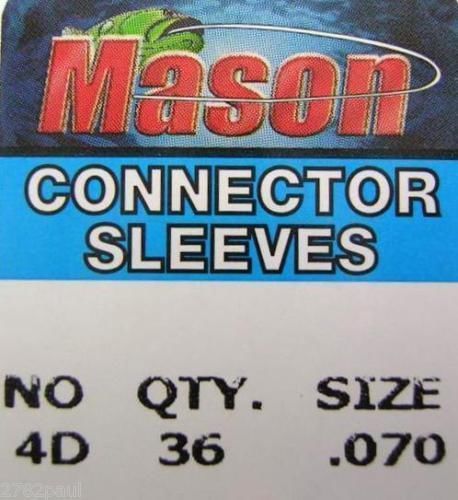 Mason
CONNECTOR
SLEEVES
NO QTY. SIZE
4D 36 .070
2762paul